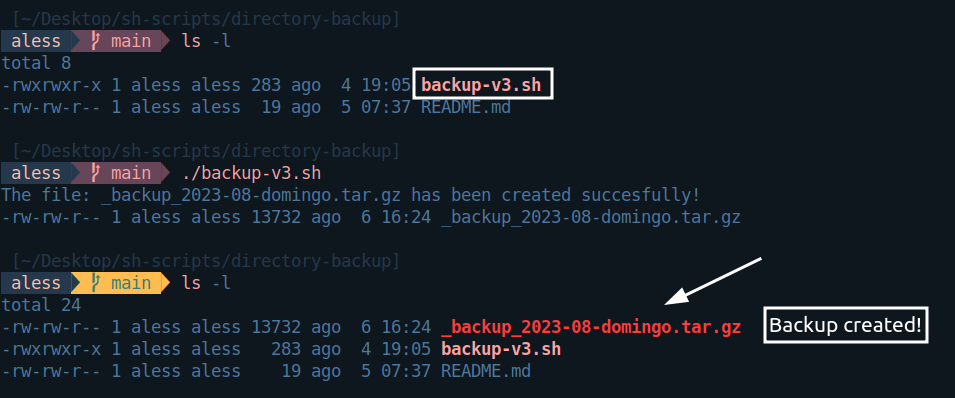 [~/Desktop/sh-scripts/directory-backup]
aless main ls -l
total 8
-rwxrwxr-x 1 aless aless 283 ago  4 19:05 backup-v3.sh
-rw-rw-r-- 1 aless aless  19 ago  5 07:37 README.md
[~/Desktop/sh-scripts/directory-backup]
aless main ./backup-v3.sh
The file: _backup_2023-08-domingo.tar.gz has been created succesfully!
-rw-rw-r-- 1 aless aless 13732 ago  6 16:24 _backup_2023-08-domingo.tar.gz
[~/Desktop/sh-scripts/directory-backup]
aless main ls -l
total 24
-rw-rw-r-- 1 aless aless 13732 ago  6 16:24 _backup_2023-08-domingo.tar.gz Backup created!
-rwxrwxr-x 1 aless aless   283 ago  4 19:05 backup-v3.sh
-rw-rw-r-- 1 aless aless    19 ago  5 07:37 README.md